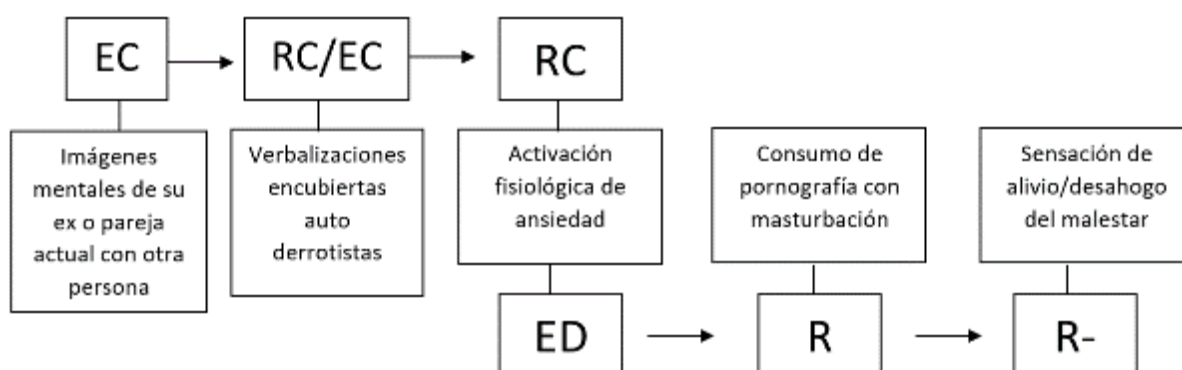 EC
RC/EC
RC
Imágenes
mentales de su
ex o pareja
actual con otra
persona
Verbalizaciones
encubiertas
auto
derrotistas
Activación
fisiológica de
ansiedad
Consumo de
pornografía con
masturbación
Sensación de
alivio/desahogo
del malestar
ED
R
R-